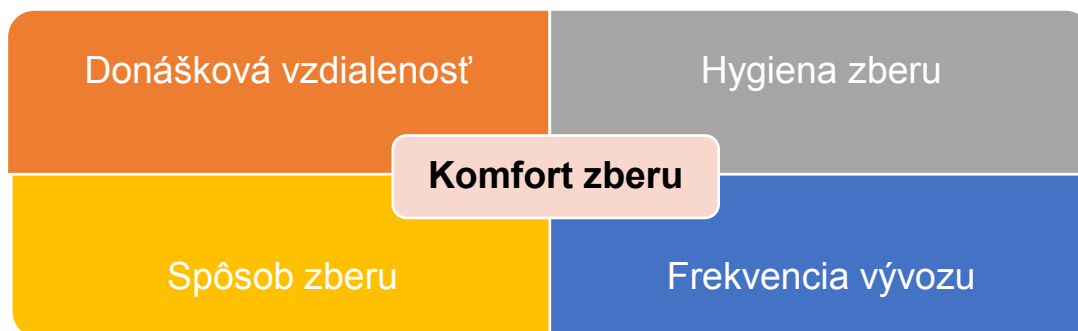 Donášková vzdialenosť
Hygiena zberu
Komfort zberu
Spôsob zberu
Frekvencia vývozu